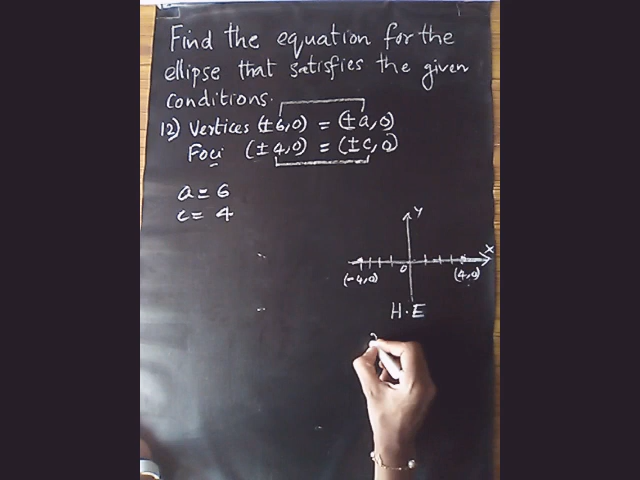 Find the equation for the
ellipse that satisfies the given
conditions.
12) Vertices (±6,0) = (±a,0)
Foci (±4,0) = (±c,0)
a = 6
c = 4
Y
X
0
(-4,0)
(4,0)
H.E